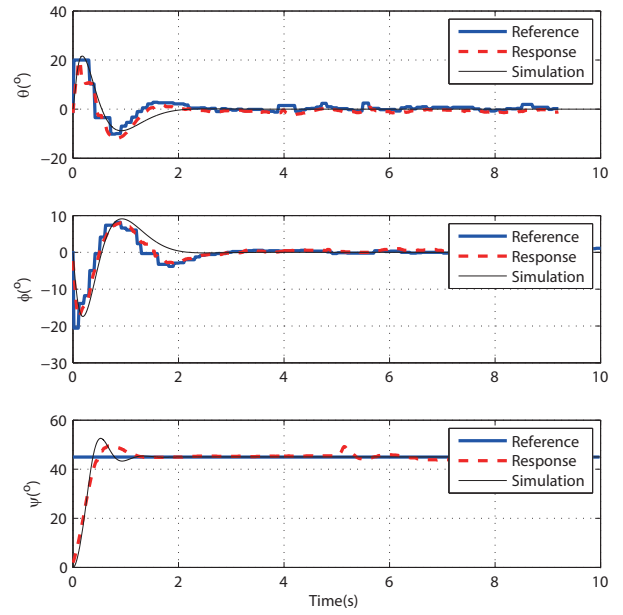 40
20
0
−20
θ(°)
Reference
Response
Simulation
0
2
4
6
8
10
10
0
−10
−20
−30
ϕ(°)
Reference
Response
Simulation
0
2
4
6
8
10
60
40
20
0
ψ(°)
Reference
Response
Simulation
0
2
4
6
8
10
Time(s)